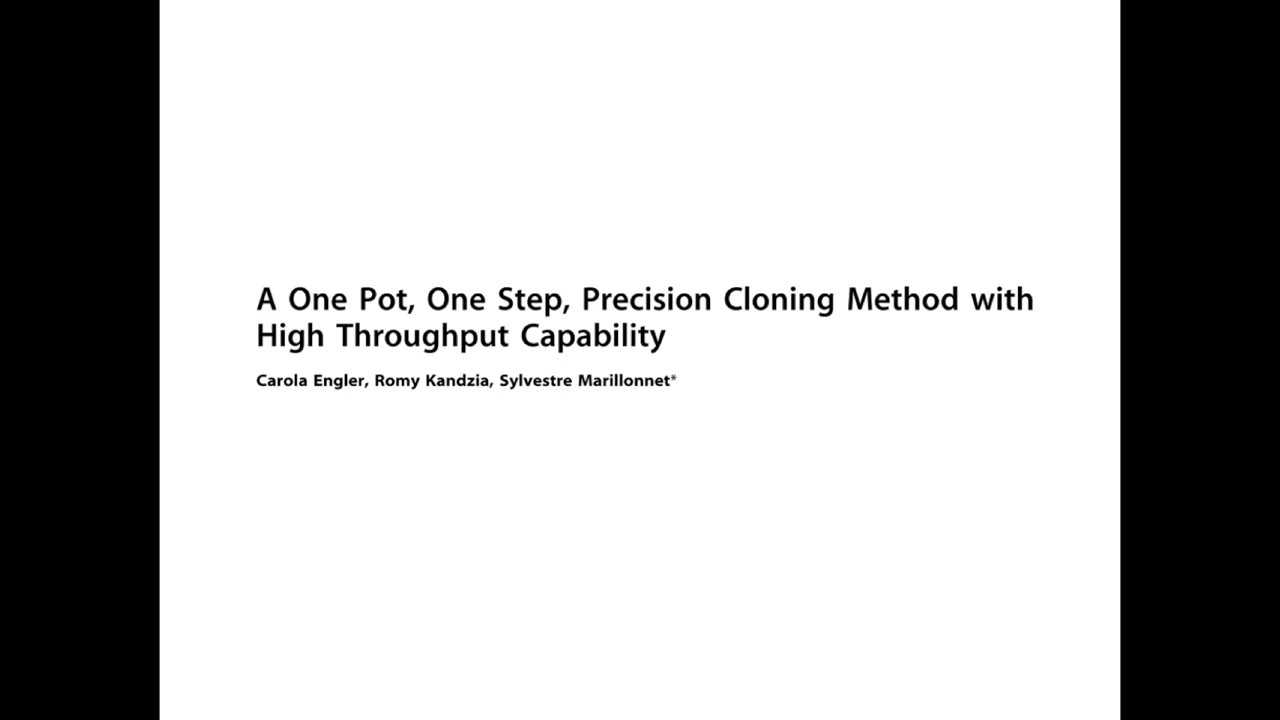 A One Pot, One Step, Precision Cloning Method with
High Throughput Capability
Carola Engler, Romy Kandzia, Sylvestre Marillonnet*